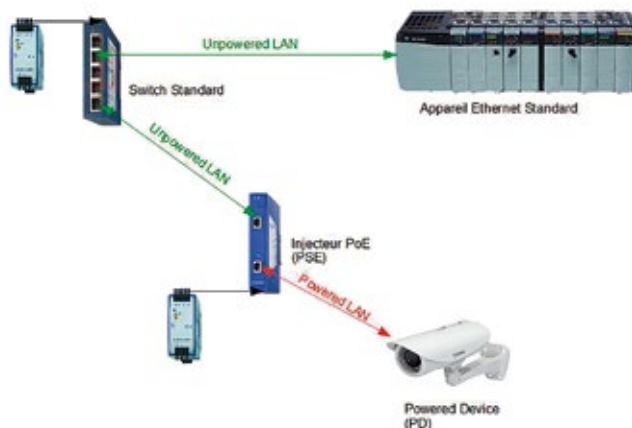 Unpowered LAN
Switch Standard
Appareil Ethernet Standard
Unpowered LAN
Injecteur PoE
(PSE)
Powered LAN
Powered Device
(PD)